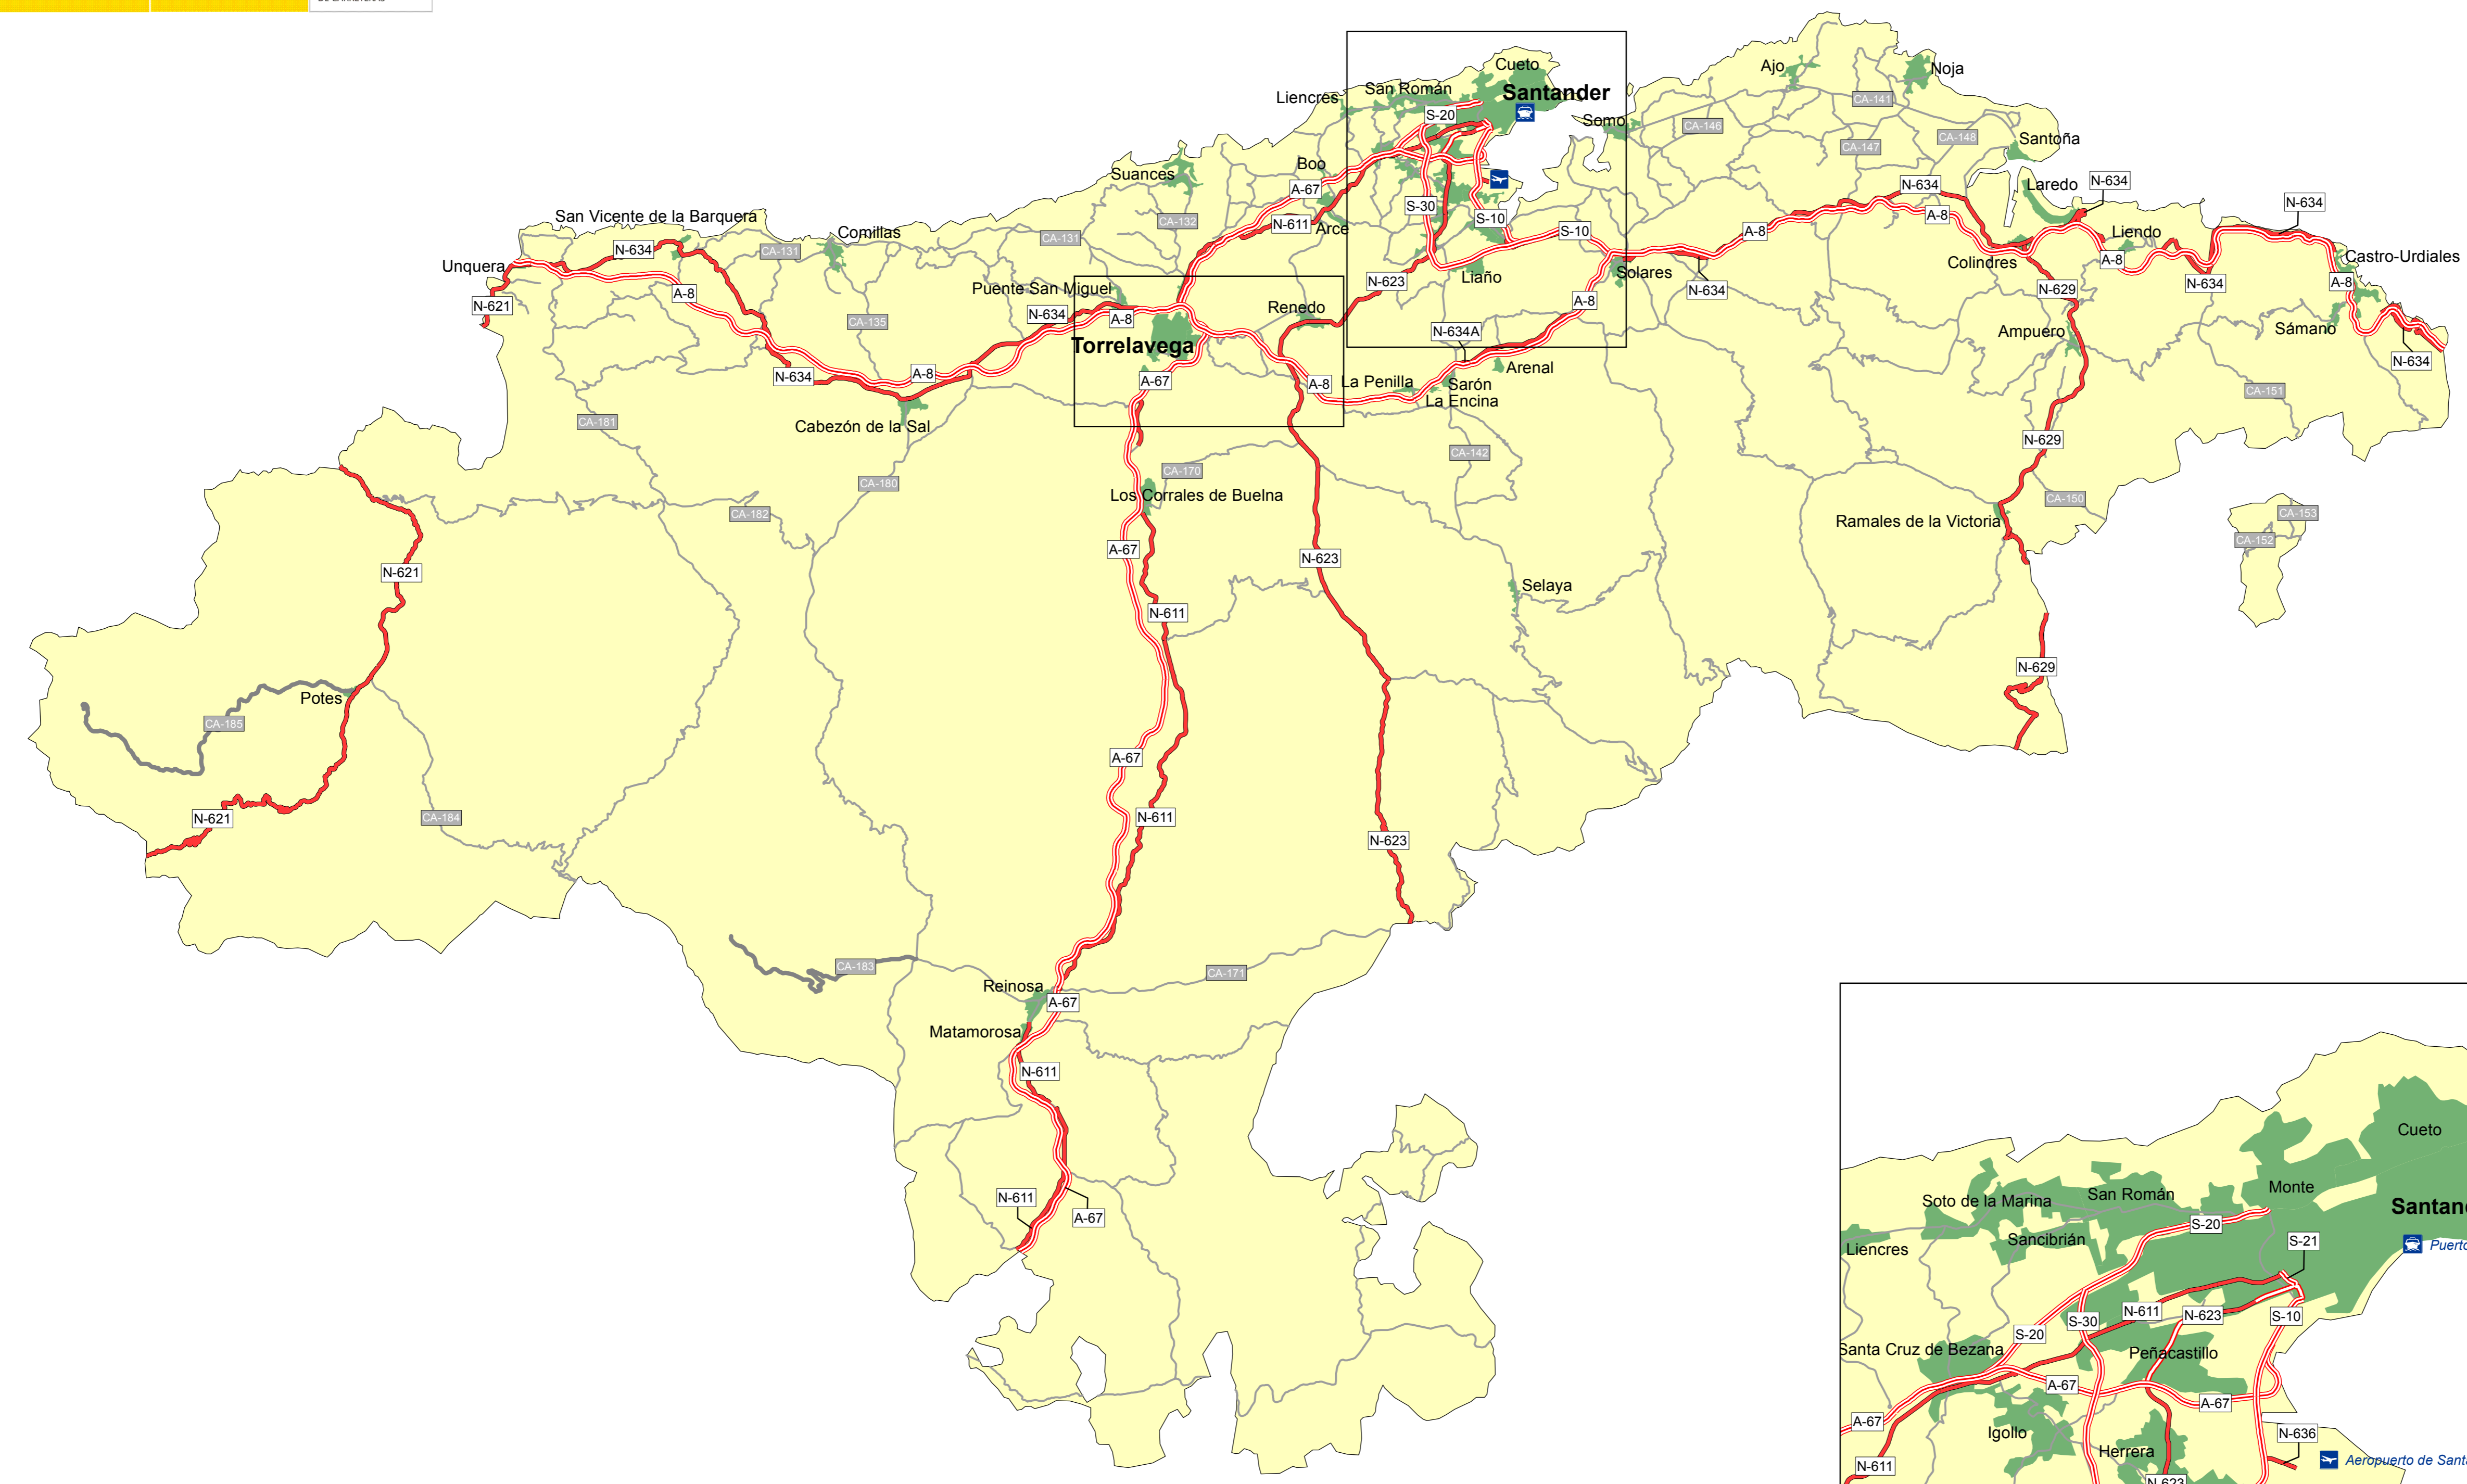 DE CARRETERAS
Cueto
Ajo
Noja
San Román
Santander
Liencres
CA-141
S-20
Somo
CA-146
CA-148
Santoña
CA-147
Boo
Suances
A-67
N-634
Laredo
N-634
S-30
N-634
San Vicente de la Barquera
CA-132
S-10
A-8
N-611
Arce
S-10
A-8
Liendo
Comillas
CA-131
N-634
CA-131
Castro-Urdiales
A-8
Colindres
Unquera
Solares
Liaño
N-623
A-8
N-634
N-629
N-634
A-8
Puente San Miguel
A-8
N-621
Renedo
N-634
A-8
CA-135
Sámano
N-634A
Ampuero
Torrelavega
N-634
Arenal
A-8
N-634
A-67
La Penilla
Sarón
A-8
CA-151
La Encina
CA-181
Cabezón de la Sal
N-629
CA-142
CA-170
CA-180
Los Corrales de Buelna
CA-150
CA-182
CA-153
Ramales de la Victoria
CA-152
A-67
N-623
N-621
Selaya
N-611
N-629
Potes
CA-185
A-67
N-621
CA-184
N-611
N-623
CA-183
CA-171
Reinosa
A-67
Matamorosa
N-611
N-611
A-67
Cueto
Monte
San Román
Soto de la Marina
S-20
Sancibrián
S-21
Liencres
N-611
N-623
S-10
S-30
S-20
Santa Cruz de Bezana
Peñacastillo
A-67
A-67
A-67
Igollo
N-636
Herrera
Aeropuerto de
N-611
N-623